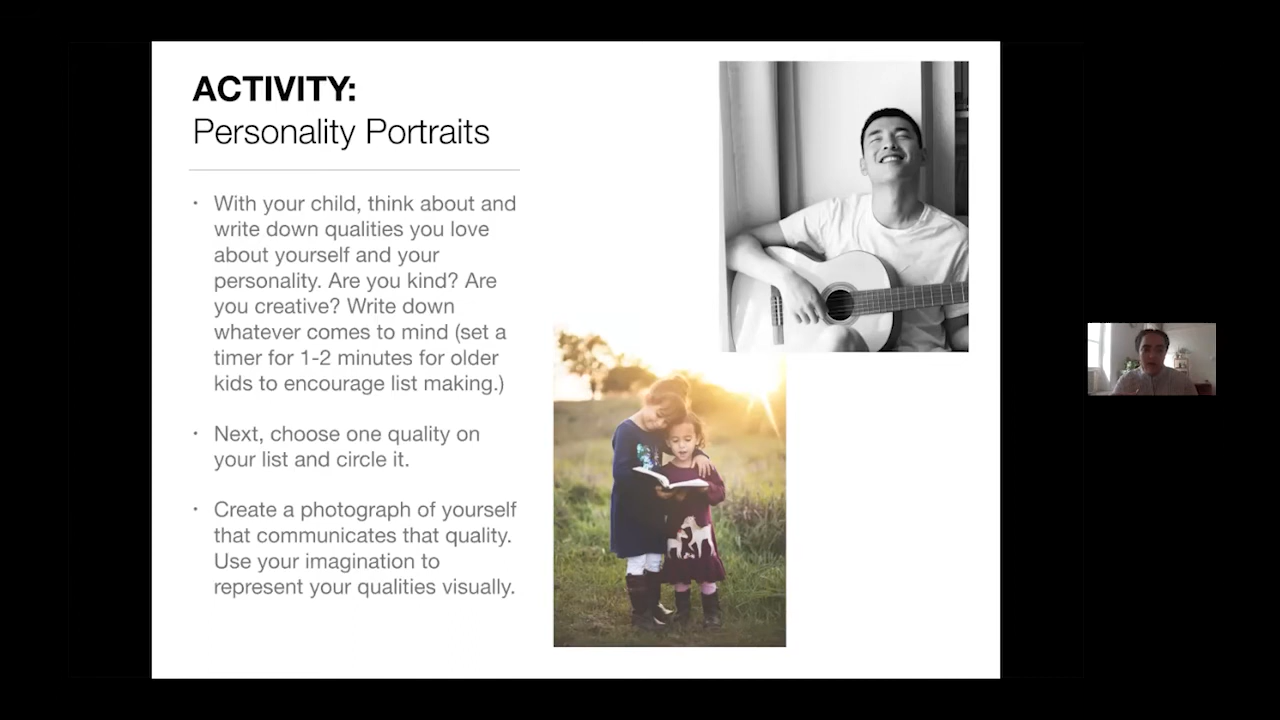 ACTIVITY:
Personality Portraits
• With your child, think about and
write down qualities you love
about yourself and your
personality. Are you kind? Are
you creative? Write down
whatever comes to mind (set a
timer for 1-2 minutes for older
kids to encourage list making.)
• Next, choose one quality on
your list and circle it.
• Create a photograph of yourself
that communicates that quality.
Use your imagination to
represent your qualities visually.